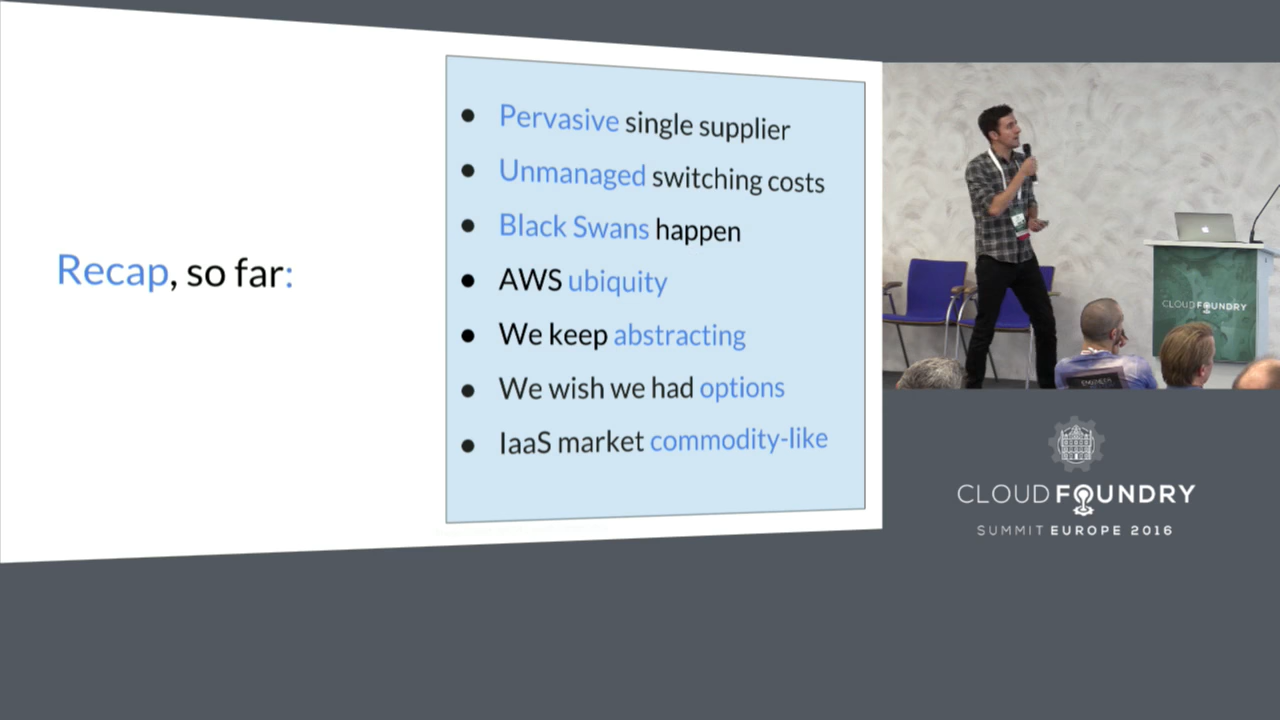 Recap, so far:
Pervasive single supplier
Unmanaged switching costs
Black Swans happen
AWS ubiquity
We keep abstracting
We wish we had options
IaaS market commodity-like
CLOUD FOUNDRY
ENGINEER
CLOUD FOUNDRY
SUMMIT EUROPE 2016